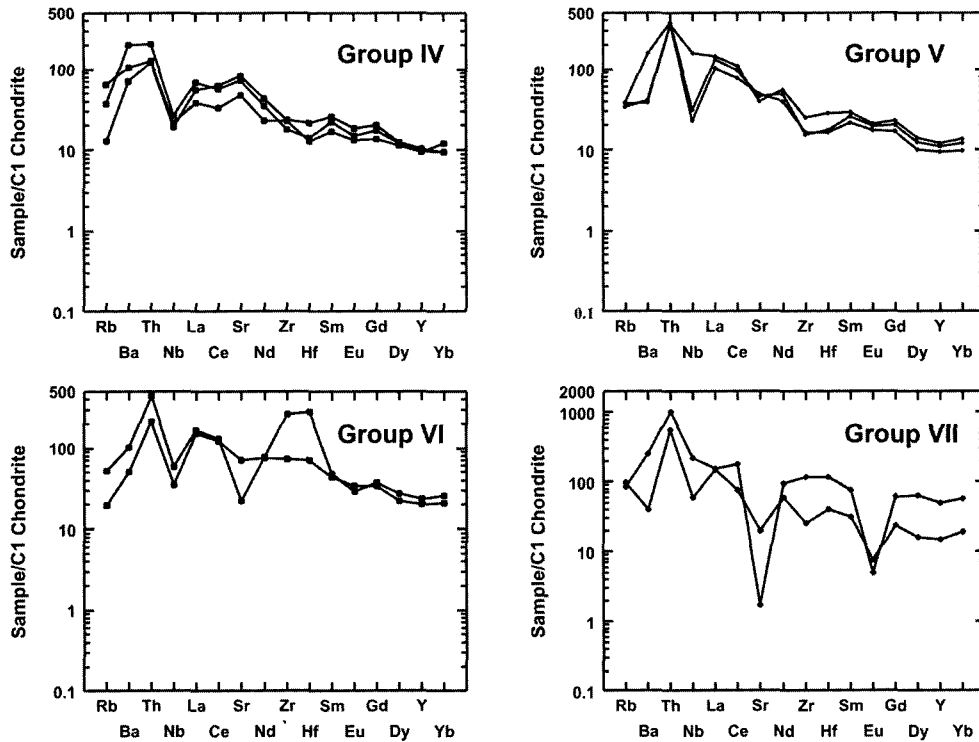 Group IV
Sample/C1 Chondrite
500
100
10
1
0.1
Rb Th La Sr Zr Sm Gd Y
Ba Nb Ce Nd Hf Eu Dy Yb
Group V
Sample/C1 Chondrite
500
100
10
1
0.1
Rb Th La Sr Zr Sm Gd Y
Ba Nb Ce Nd Hf Eu Dy Yb
Group VI
Sample/C1 Chondrite
500
100
10
1
0.1
Rb Th La Sr Zr Sm Gd Y
Ba Nb Ce Nd Hf Eu Dy Yb
Group VII
Sample/C1 Chondrite
2000
1000
100
10
1
0.1
Rb Th La Sr Zr Sm Gd Y
Ba Nb Ce Nd Hf Eu Dy Yb